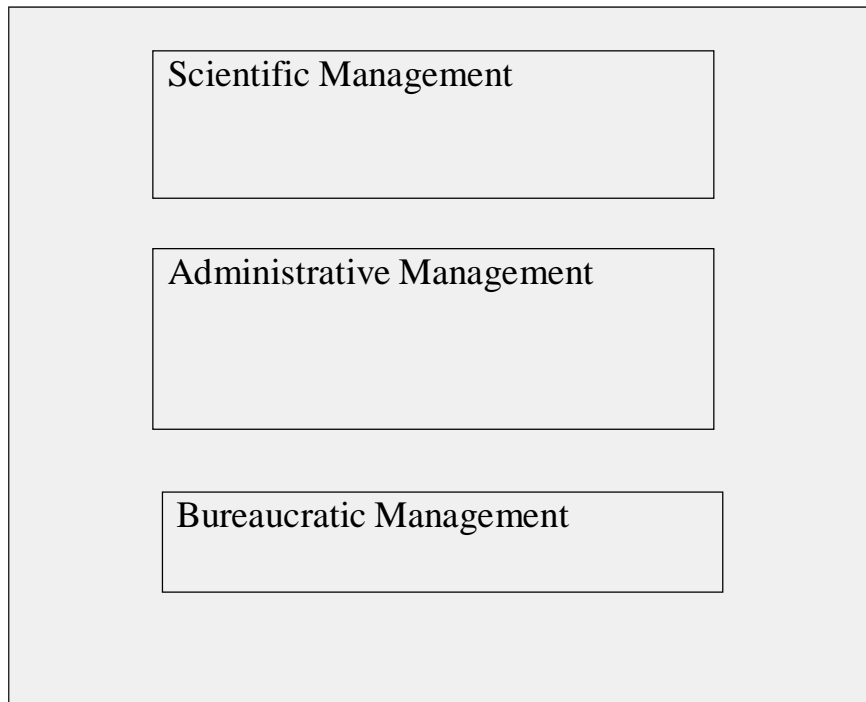 Scientific Management
Administrative Management
Bureaucratic Management